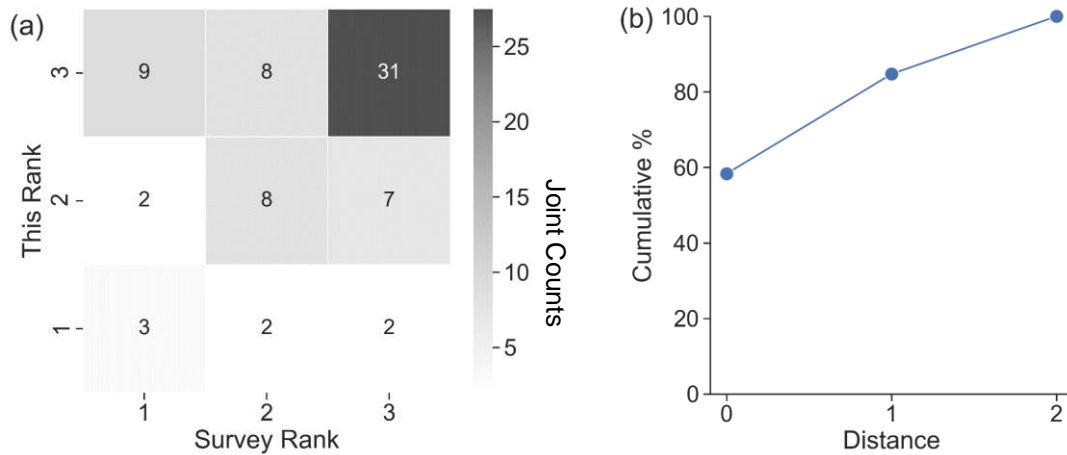 (a)
This Rank
3
2
1
9 8 31
2 8 7
3 2 2
1 2 3
Survey Rank
25
20
15
10
5
Joint Counts
(b)
Cumulative %
100
80
60
40
20
0
0 1 2
Distance